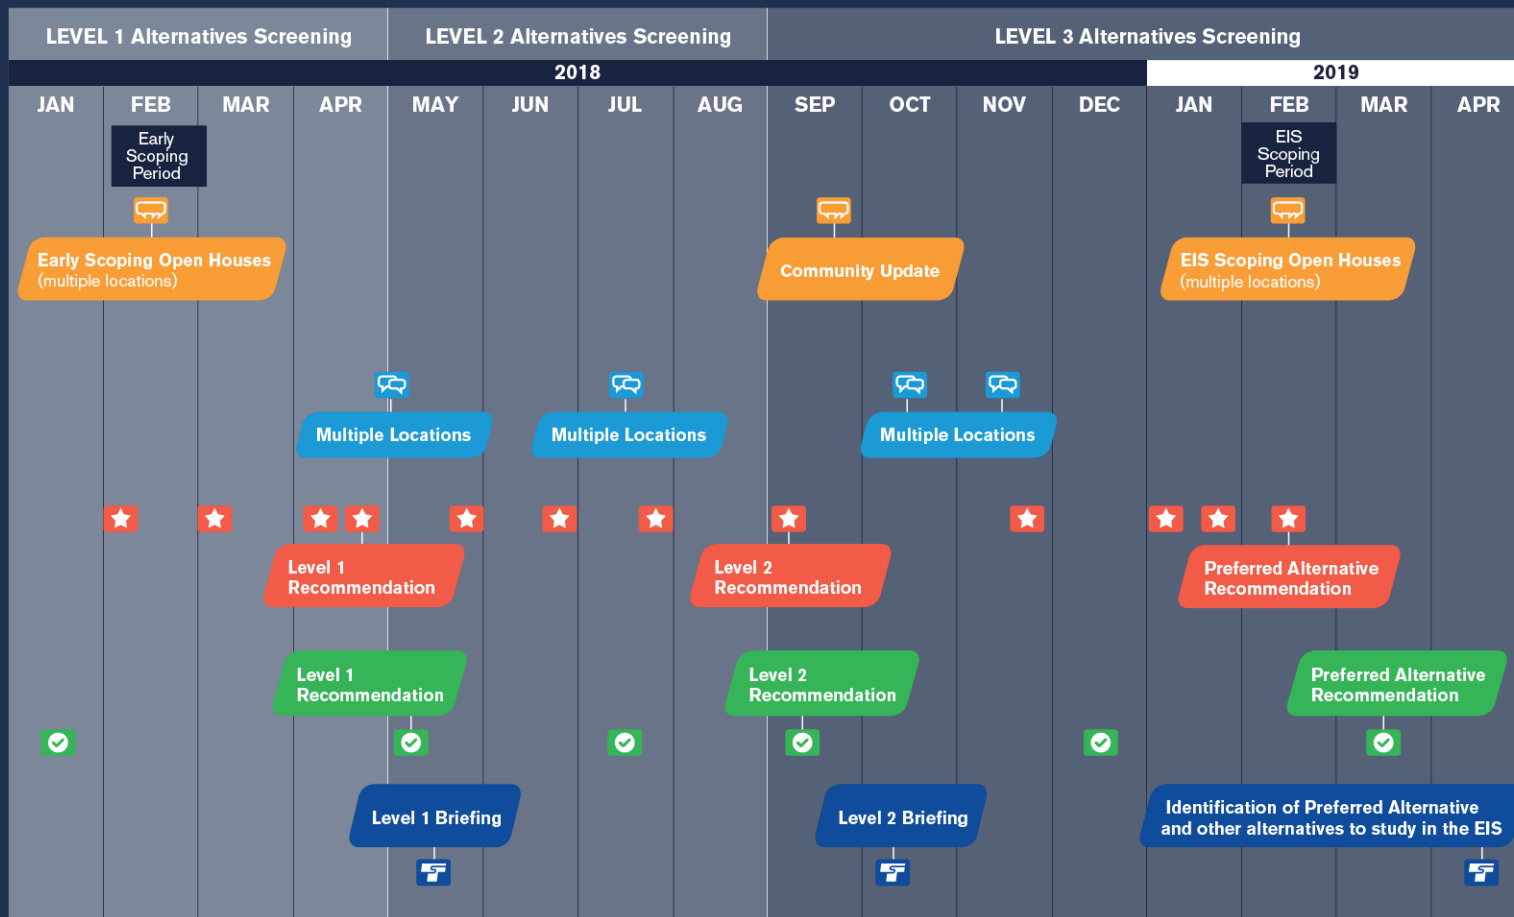 LEVEL 1 Alternatives Screening
LEVEL 2 Alternatives Screening
LEVEL 3 Alternatives Screening
2018
2019
JAN
FEB
MAR
APR
MAY
JUN
JUL
AUG
SEP
OCT
NOV
DEC
JAN
FEB
MAR
APR
Early
Scoping
Period
EIS
Scoping
Period
Early Scoping Open Houses
(multiple locations)
Community Update
EIS Scoping Open Houses
(multiple locations)
Multiple Locations
Multiple Locations
Multiple Locations
Level 1
Recommendation
Level 2
Recommendation
Preferred Alternative
Recommendation
Level 1
Recommendation
Level 2
Recommendation
Preferred Alternative
Recommendation
Level 1 Briefing
Level 2 Briefing
Identification of Preferred Alternative
and other alternatives to study in the EIS